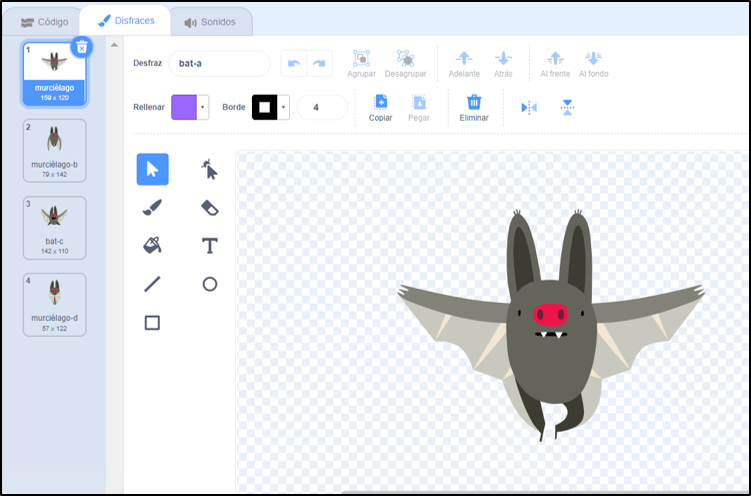 Código
Disfraces
Sonidos
1
murciélago
159 x 120
2
murciélago-b
79 x 142
3
bat-c
142 x 110
4
murciélago-d
57 x 122
Desfraz
bat-a
Agrupar
Desagrupar
Adelante
Atrás
Al frente
Al fondo
Rellenar
Borde
4
Copiar
Pegar
Eliminar
T